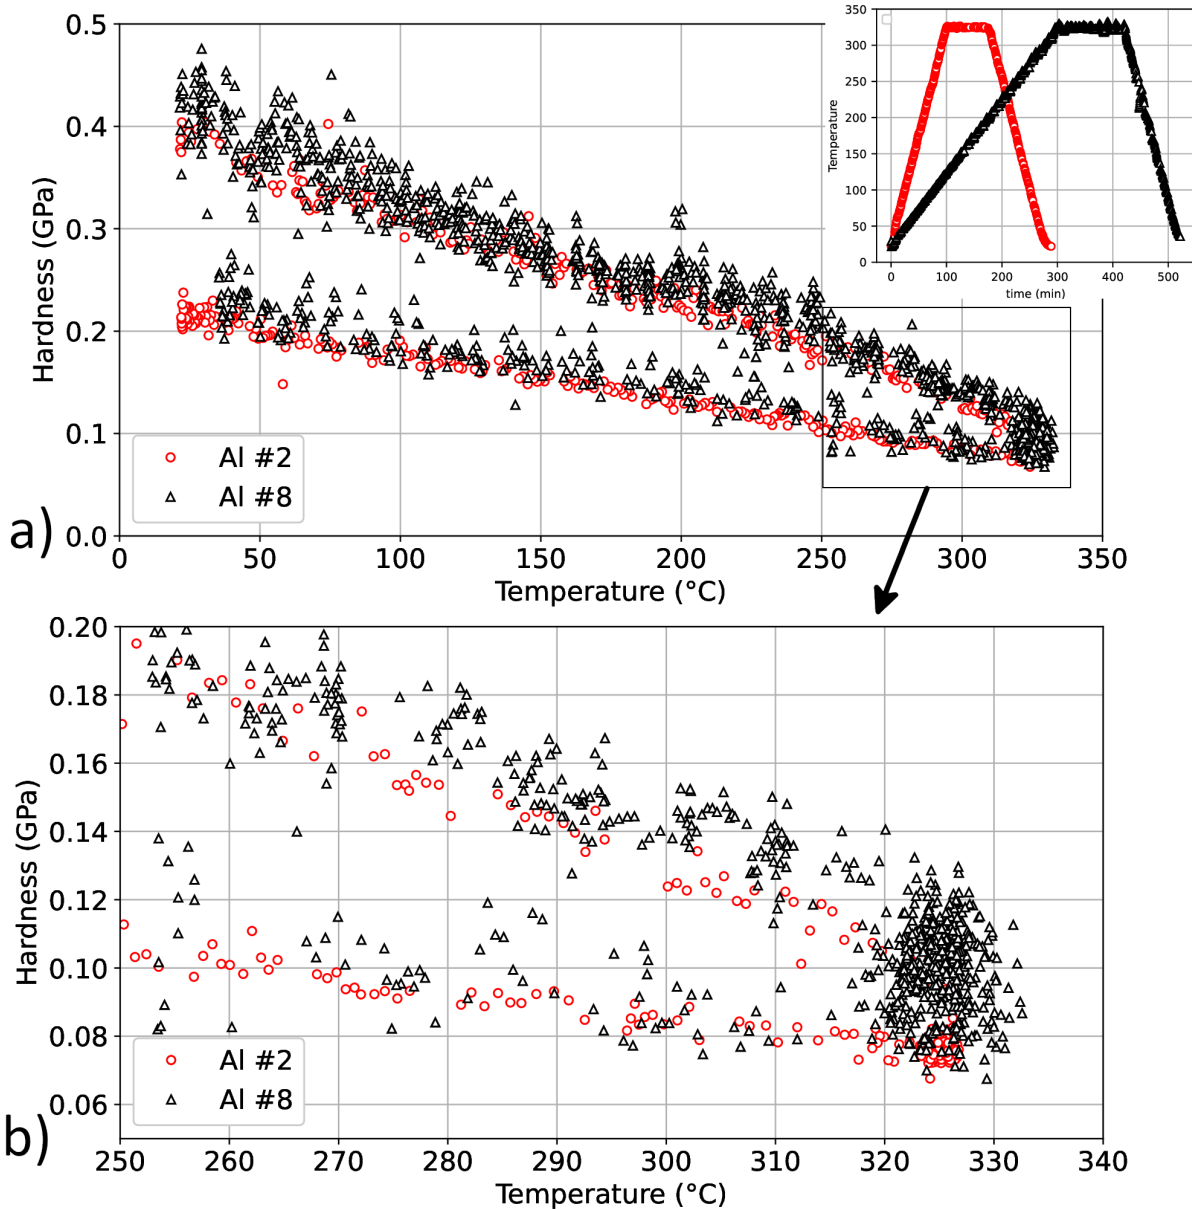 a)
0.5
0.4
0.3
0.2
0.1
0.0
Hardness (GPa)
0 50 100 150 200 250 300 350
Temperature (°C)
Al #2
Al #8
350
300
250
200
150
100
50
0
Temperature
0 100 200 300 400 500
time (min)
b)
0.20
0.18
0.16
0.14
0.12
0.10
0.08
0.06
Hardness (GPa)
250 260 270 280 290 300 310 320 330 340
Temperature (°C)
Al #2
Al #8